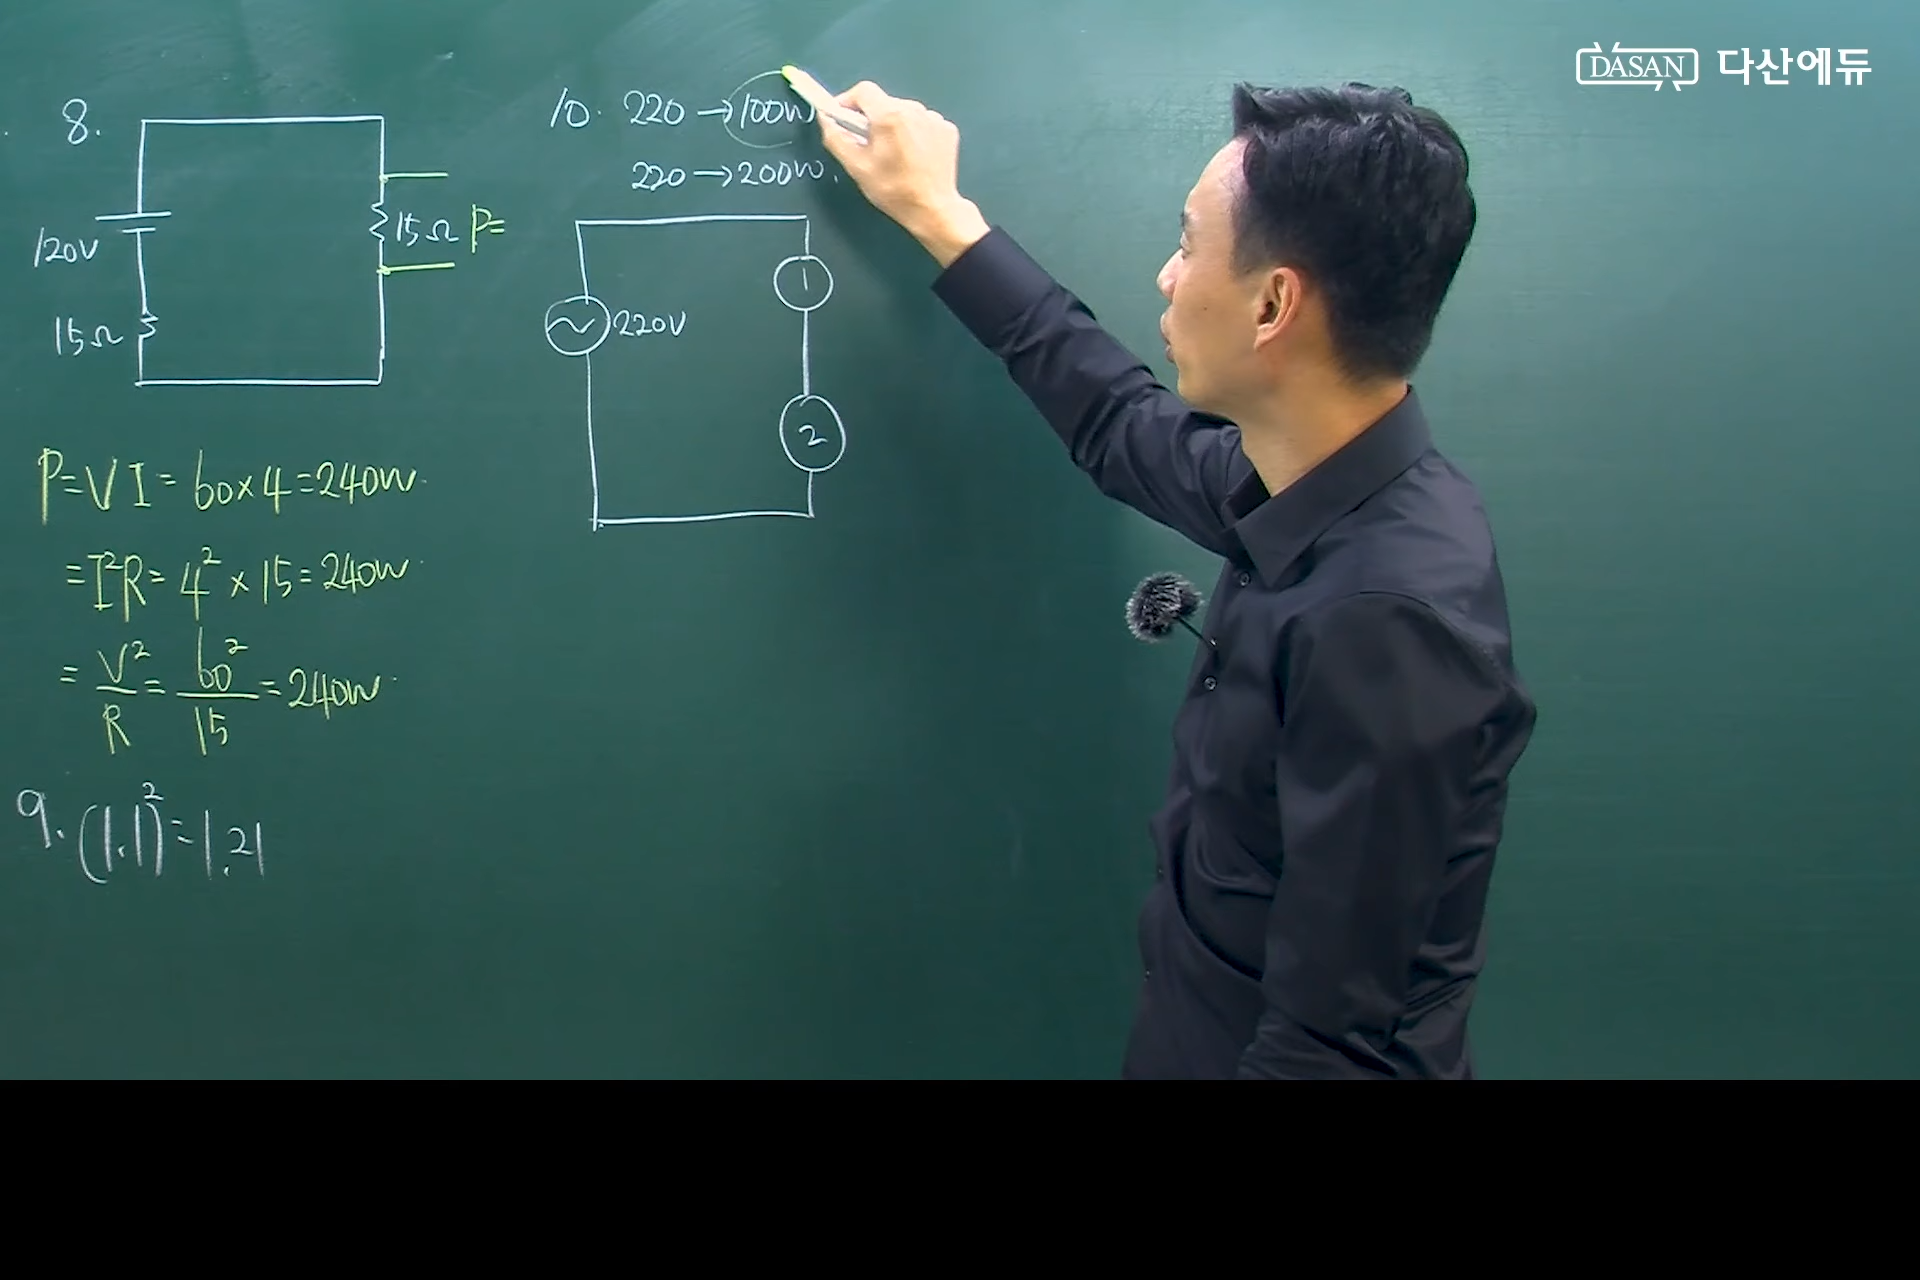 DASAN 다산에듀
8.
120V
15Ω
15Ω P=
P=VI=60×4=240W
=I²R=4²×15=240W
=V²/R=60²/15=240W
9. (1.1)²=1.21
10. 220→100W
220→200W.
220V
1
2